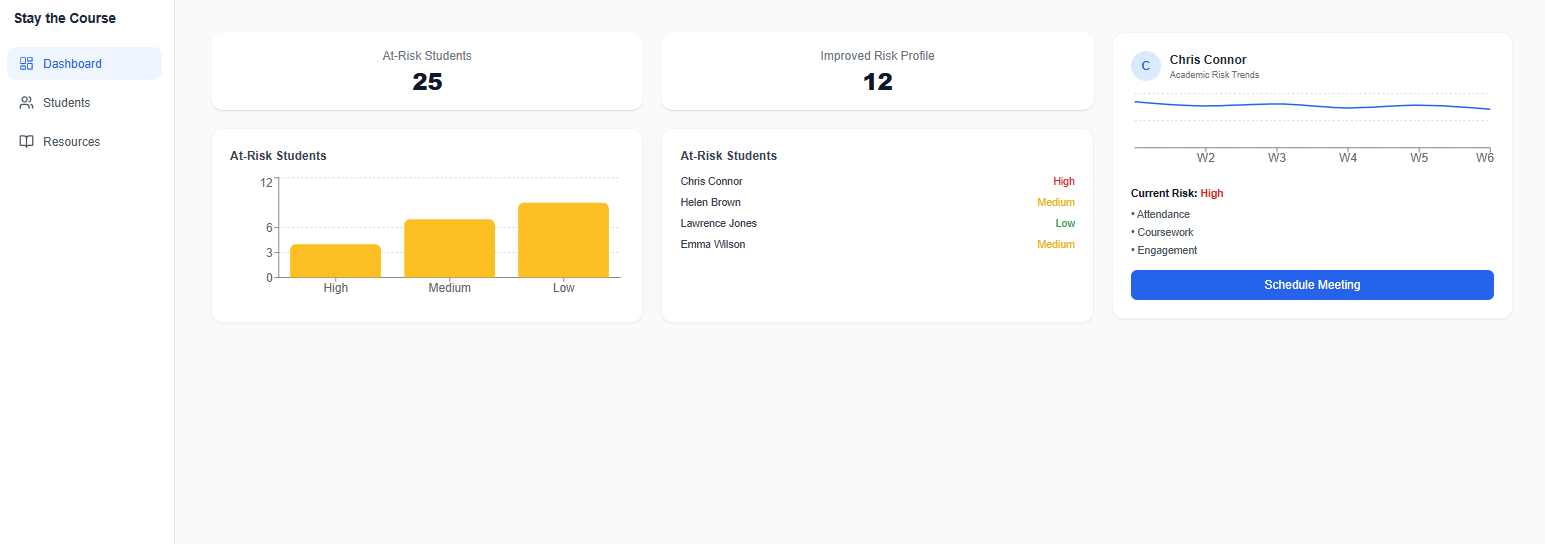 Stay the Course
Dashboard
Students
Resources
At-Risk Students
25
Improved Risk Profile
12
At-Risk Students
12
6
3
0
High
Medium
Low
At-Risk Students
Chris Connor High
Helen Brown Medium
Lawrence Jones Low
Emma Wilson Medium
C
Chris Connor
Academic Risk Trends
W2 W3 W4 W5 W6
Current Risk: High
• Attendance
• Coursework
• Engagement
Schedule Meeting